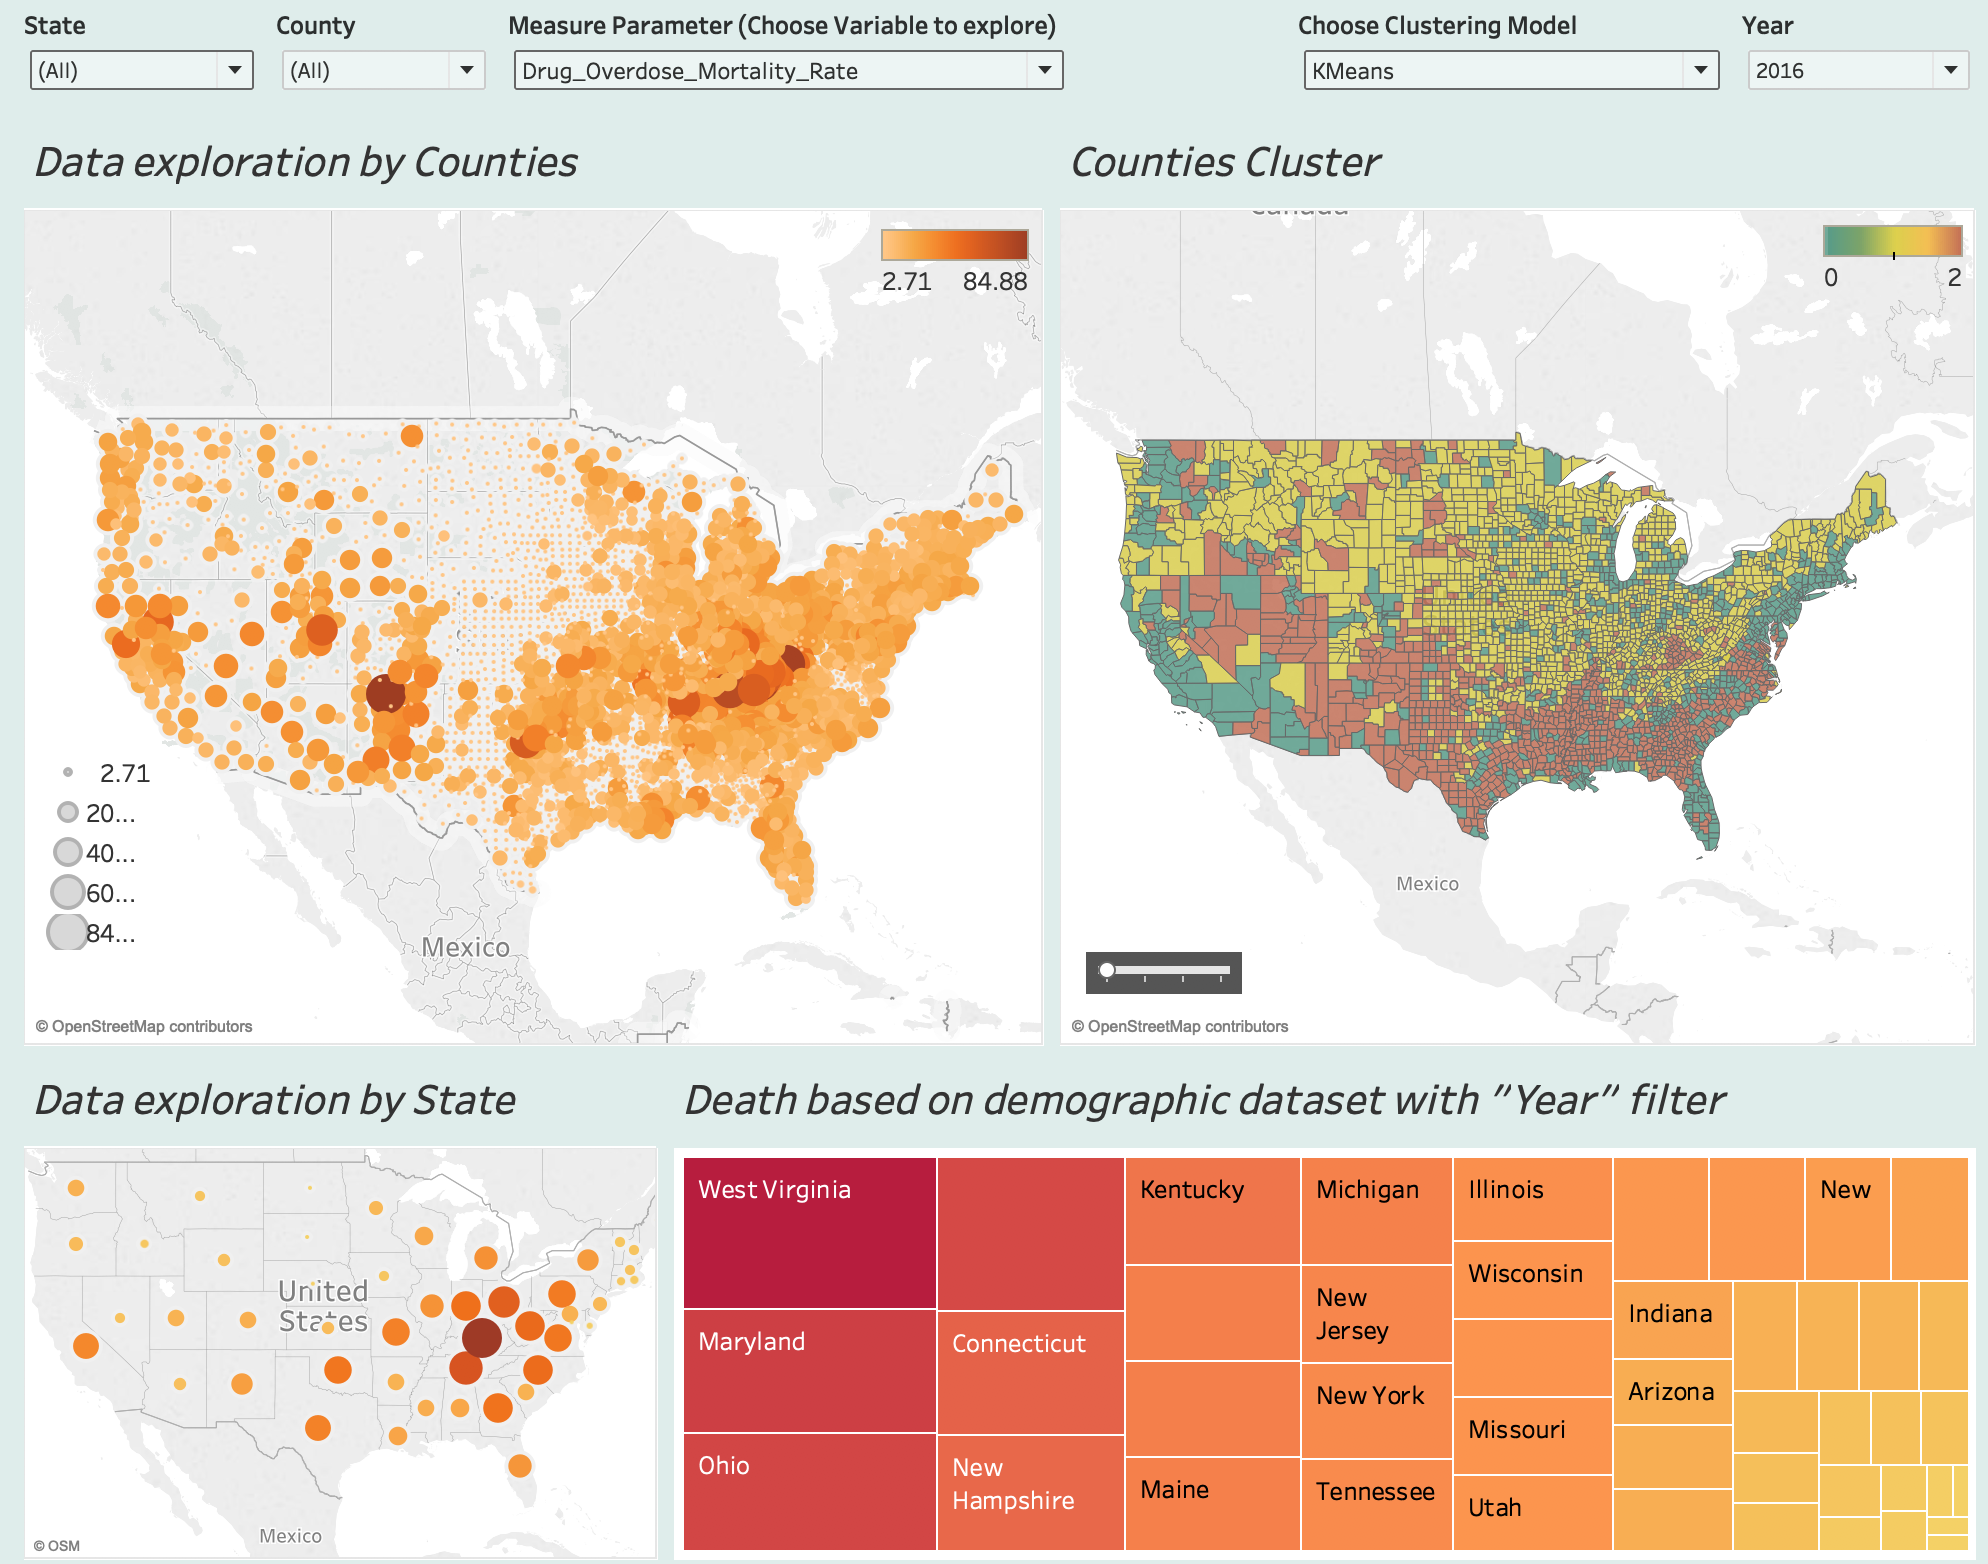 State
County
Measure Parameter (Choose Variable to explore)
Choose Clustering Model
Year
(All)
(All)
Drug_Overdose_Mortality_Rate
KMeans
2016
Data exploration by Counties
Counties Cluster
2.71 84.88
2.71
20...
40...
60...
84...
Mexico
© OpenStreetMap contributors
0 2
Mexico
© OpenStreetMap contributors
Data exploration by State
Death based on demographic dataset with "Year" filter
United
States
Mexico
© OSM
West Virginia
Maryland
Ohio
Connecticut
New
Hampshire
Kentucky
Maine
Michigan
New
Jersey
New York
Tennessee
Illinois
Wisconsin
Missouri
Utah
New
Indiana
Arizona